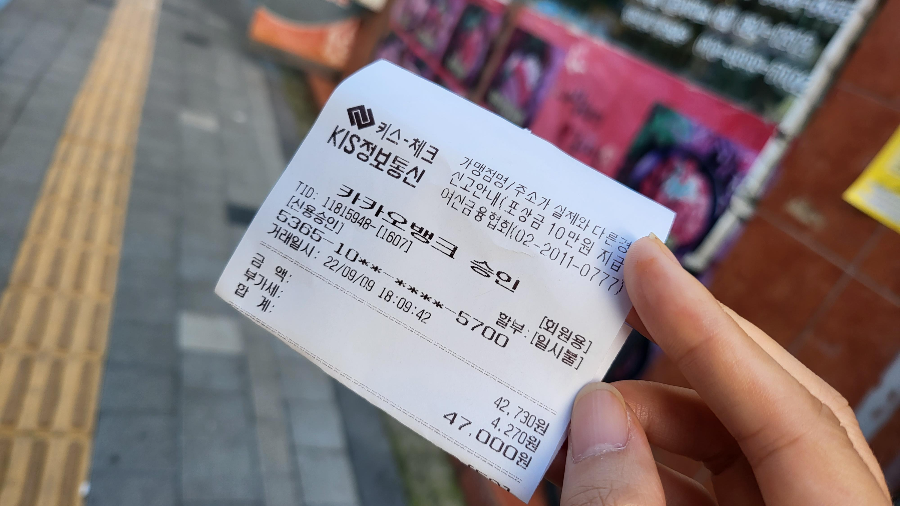 키스-체크
KIS정보통신
가맹점명/주소가 실제와 다른경
신고안내(포상금 10만원 지급
여신금융협회(02-2011-0777)
카카오뱅크 승인
TID: 11815948-[1607]
[신용승인]
[회원용]
5365-10**-****-5700
할부:[일시불]
거래일시: 22/09/09 18:09:42
금 액: 42,730원
부가세: 4,270원
합 계: 47,000원